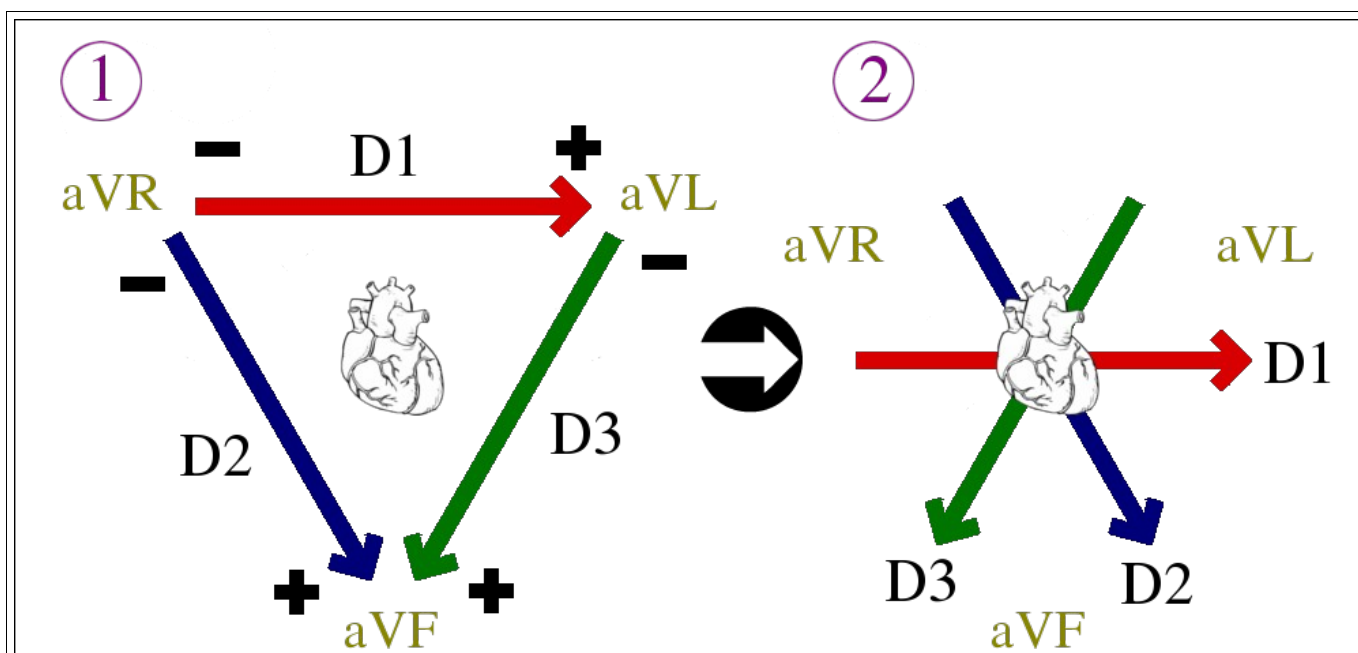 1
2
− D1 +
aVR aVL
− −
D2 D3
+ +
aVF
aVR aVL
D1
D3 D2
aVF